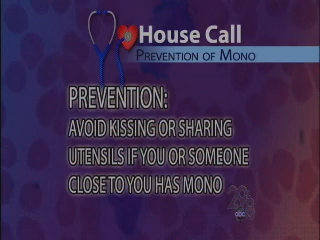 House Call
PREVENTION OF MONO
PREVENTION:
AVOID KISSING OR SHARING
UTENSILS IF YOU OR SOMEONE
CLOSE TO YOU HAS MONO
abc